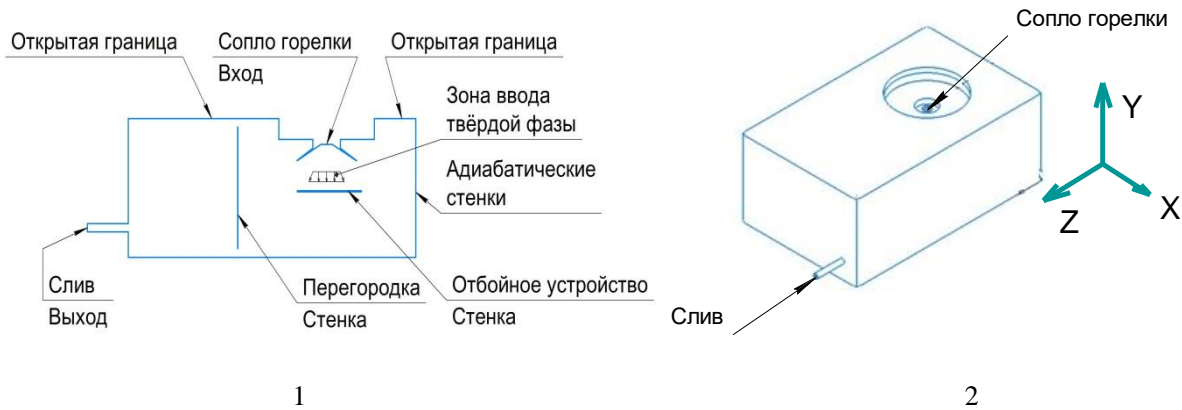 Открытая граница
Сопло горелки
Вход
Открытая граница
Зона ввода
твёрдой фазы
Адиабатические
стенки
Слив
Выход
Перегородка
Стенка
Отбойное устройство
Стенка
1
Сопло горелки
Y
X
Z
Слив
2